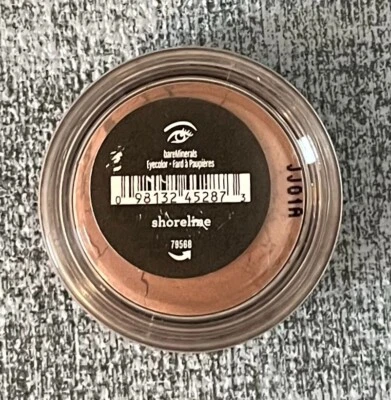 bareMinerals
Eyecolor - Fard à Paupières
0 98132 45287 3
shoreline
79568
JJ01A